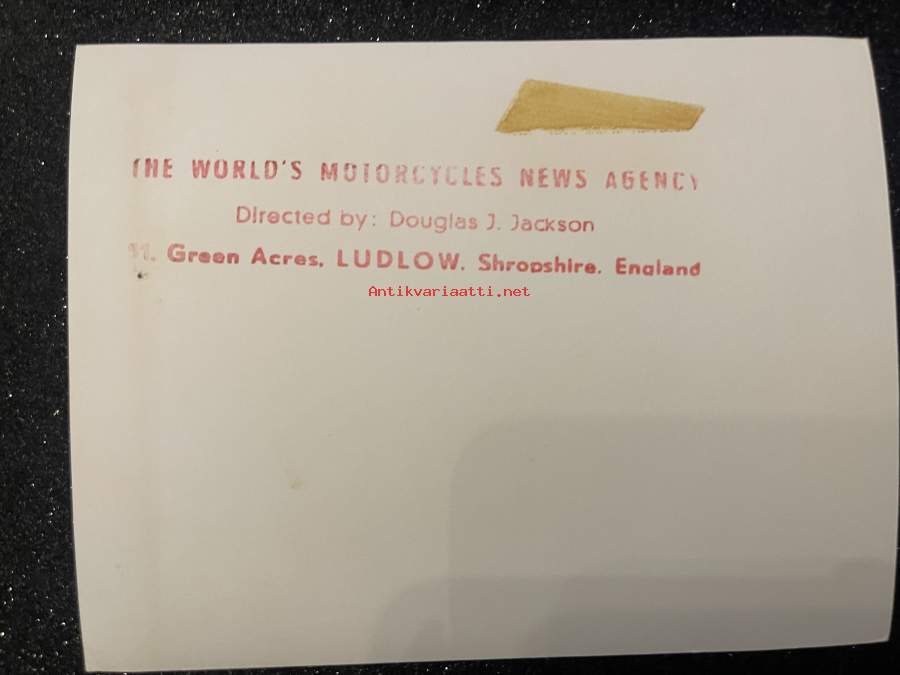 THE WORLD'S MOTORCYCLES NEWS AGENCY
Directed by: Douglas J. Jackson
Green Acres, LUDLOW. Shropshire. England
Antikvariaatti.net